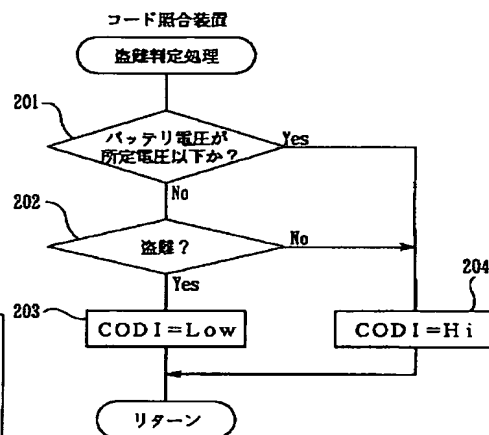 コード照合装置
盗難判定処理
201
バッテリ電圧が
所定電圧以下か？
Yes
No
202
盗難？
No
Yes
203
CODI=Low
204
CODI=Hi
リターン